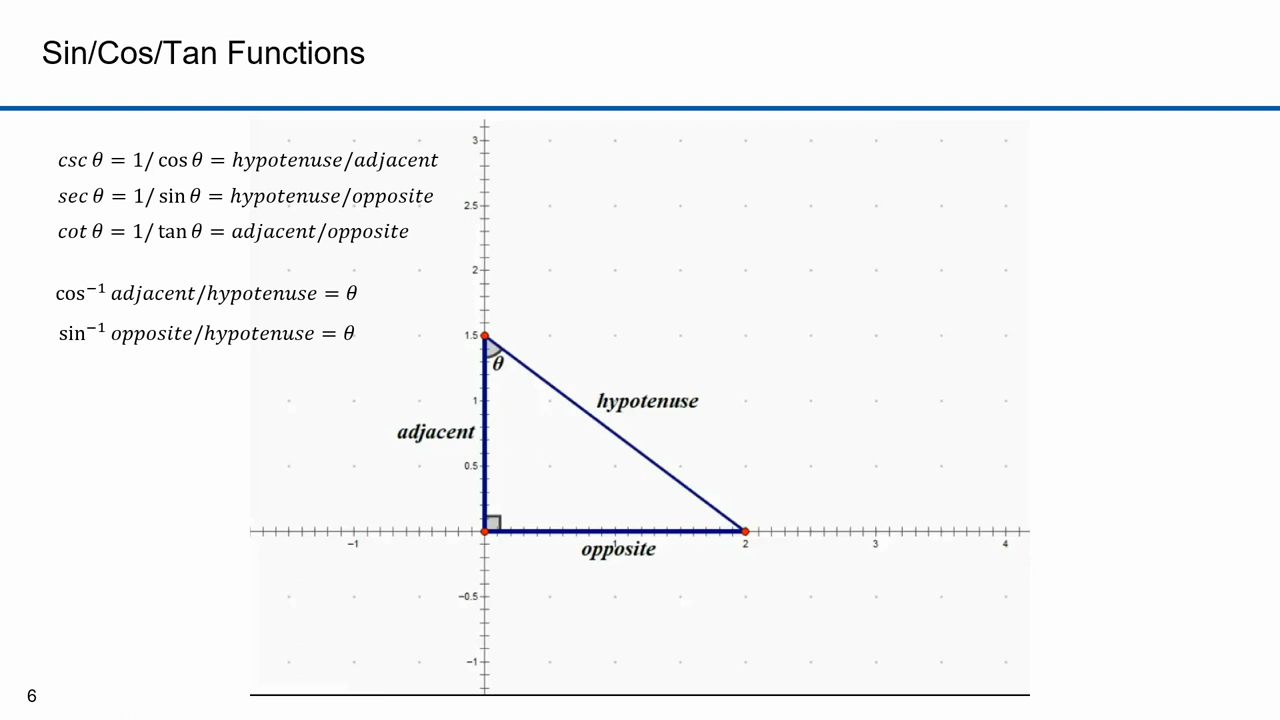 Sin/Cos/Tan Functions
csc θ = 1/ cos θ = hypotenuse/adjacent
sec θ = 1/ sin θ = hypotenuse/opposite
cot θ = 1/ tan θ = adjacent/opposite
cos⁻¹ adjacent/hypotenuse = θ
sin⁻¹ opposite/hypotenuse = θ
3
2.5
2
1.5
θ
1
hypotenuse
adjacent
0.5
−1
1
2
3
4
opposite
−0.5
−1
6